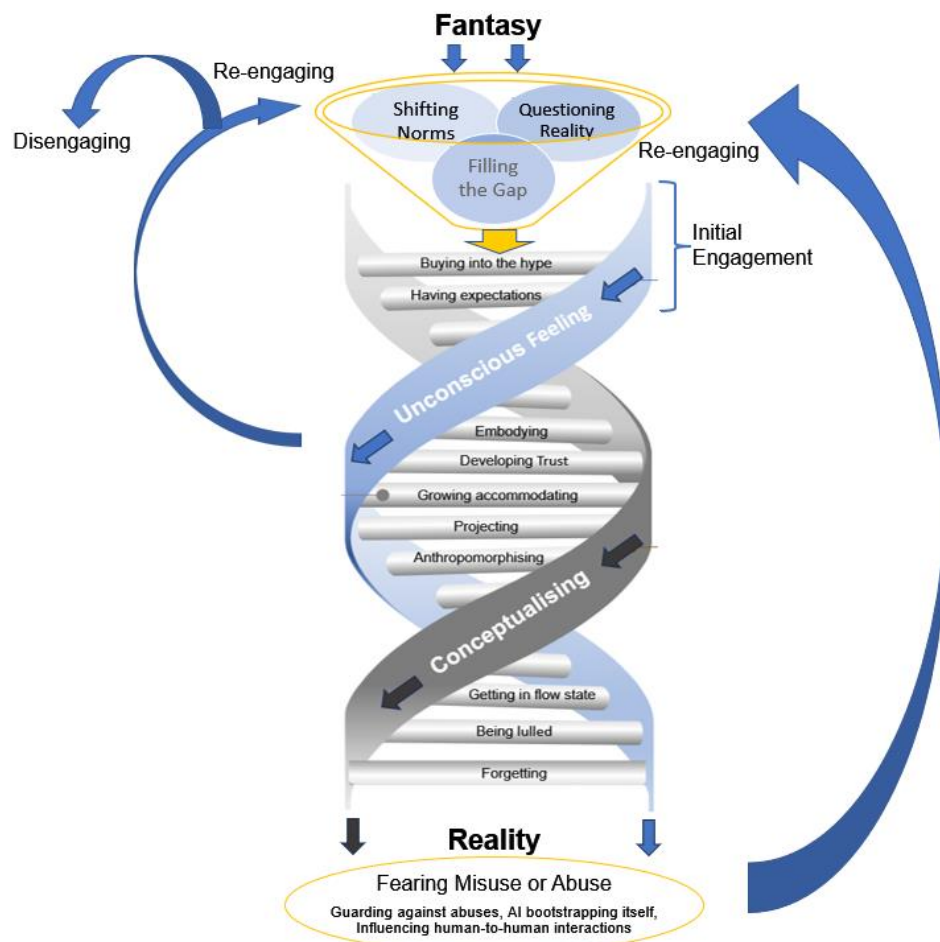 Fantasy
Re-engaging
Disengaging
Shifting
Norms
Questioning
Reality
Filling
the Gap
Re-engaging
Initial
Engagement
Buying into the hype
Having expectations
Unconscious Feeling
Embodying
Developing Trust
Growing accommodating
Projecting
Anthropomorphising
Conceptualising
Getting in flow state
Being lulled
Forgetting
Reality
Fearing Misuse or Abuse
Guarding against abuses, AI bootstrapping itself,
Influencing human-to-human interactions